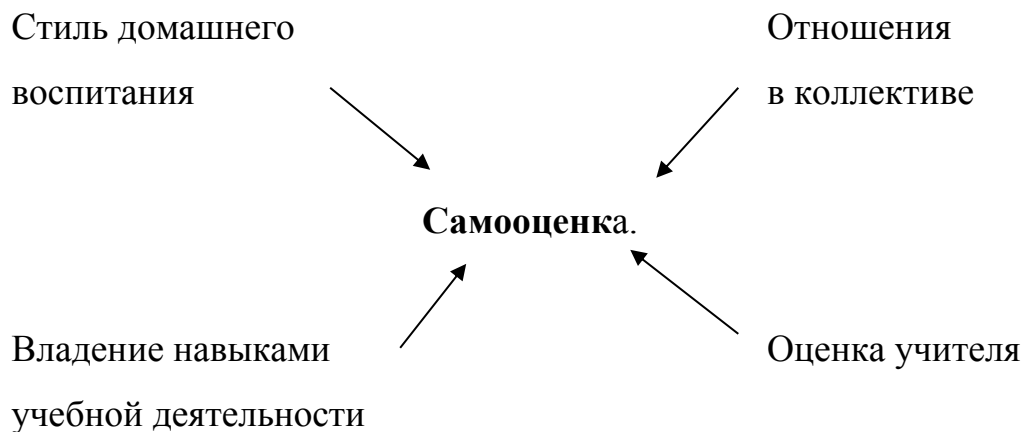 Стиль домашнего
воспитания
Отношения
в коллективе
Самооценка.
Владение навыками
учебной деятельности
Оценка учителя